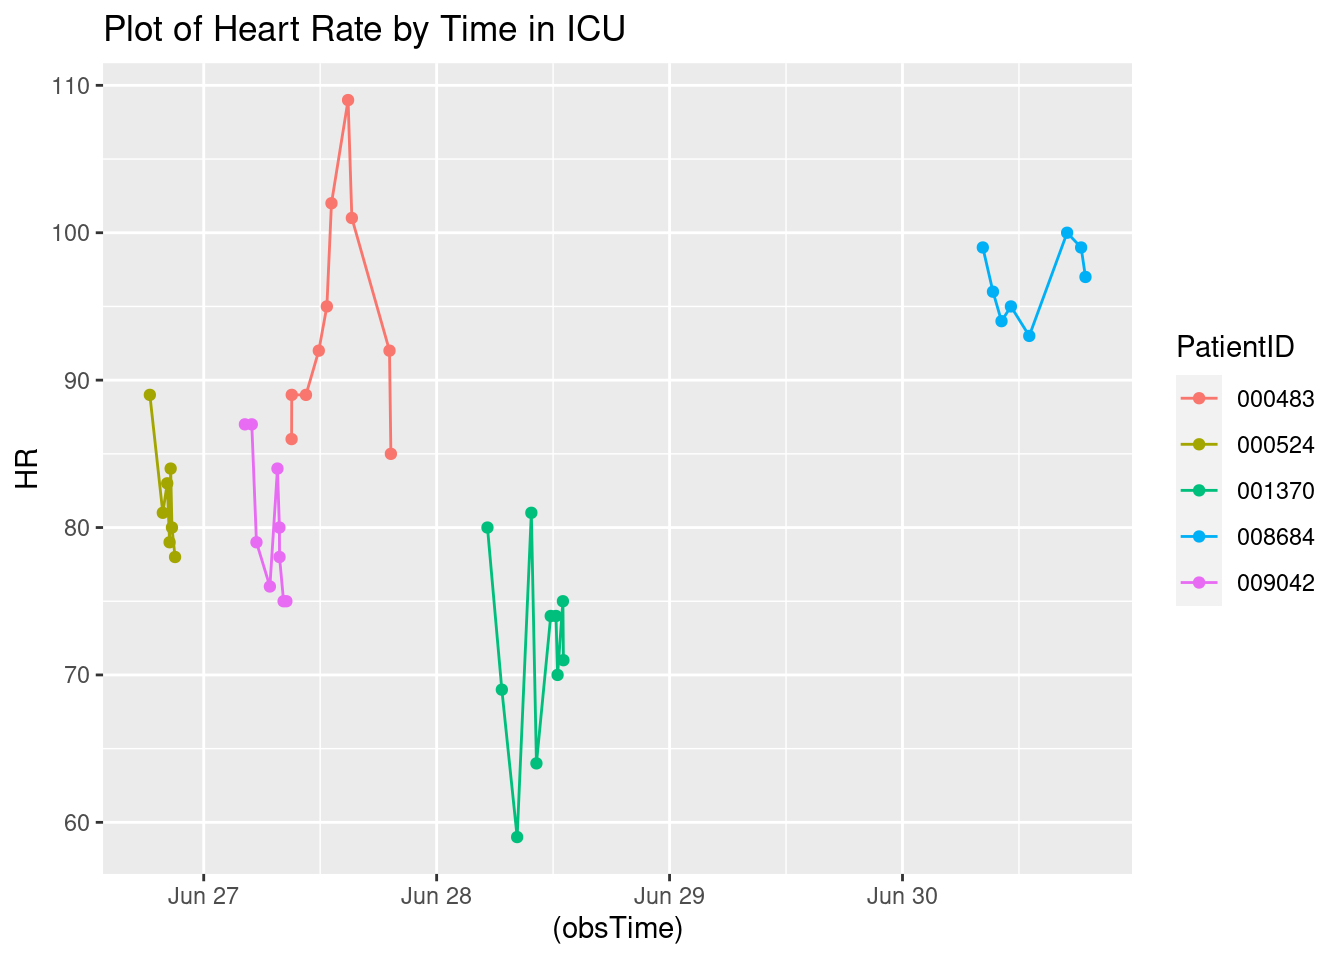 Plot of Heart Rate by Time in ICU
110
100
90
80
70
60
HR
Jun 27
Jun 28
Jun 29
Jun 30
(obsTime)
PatientID
000483
000524
001370
008684
009042